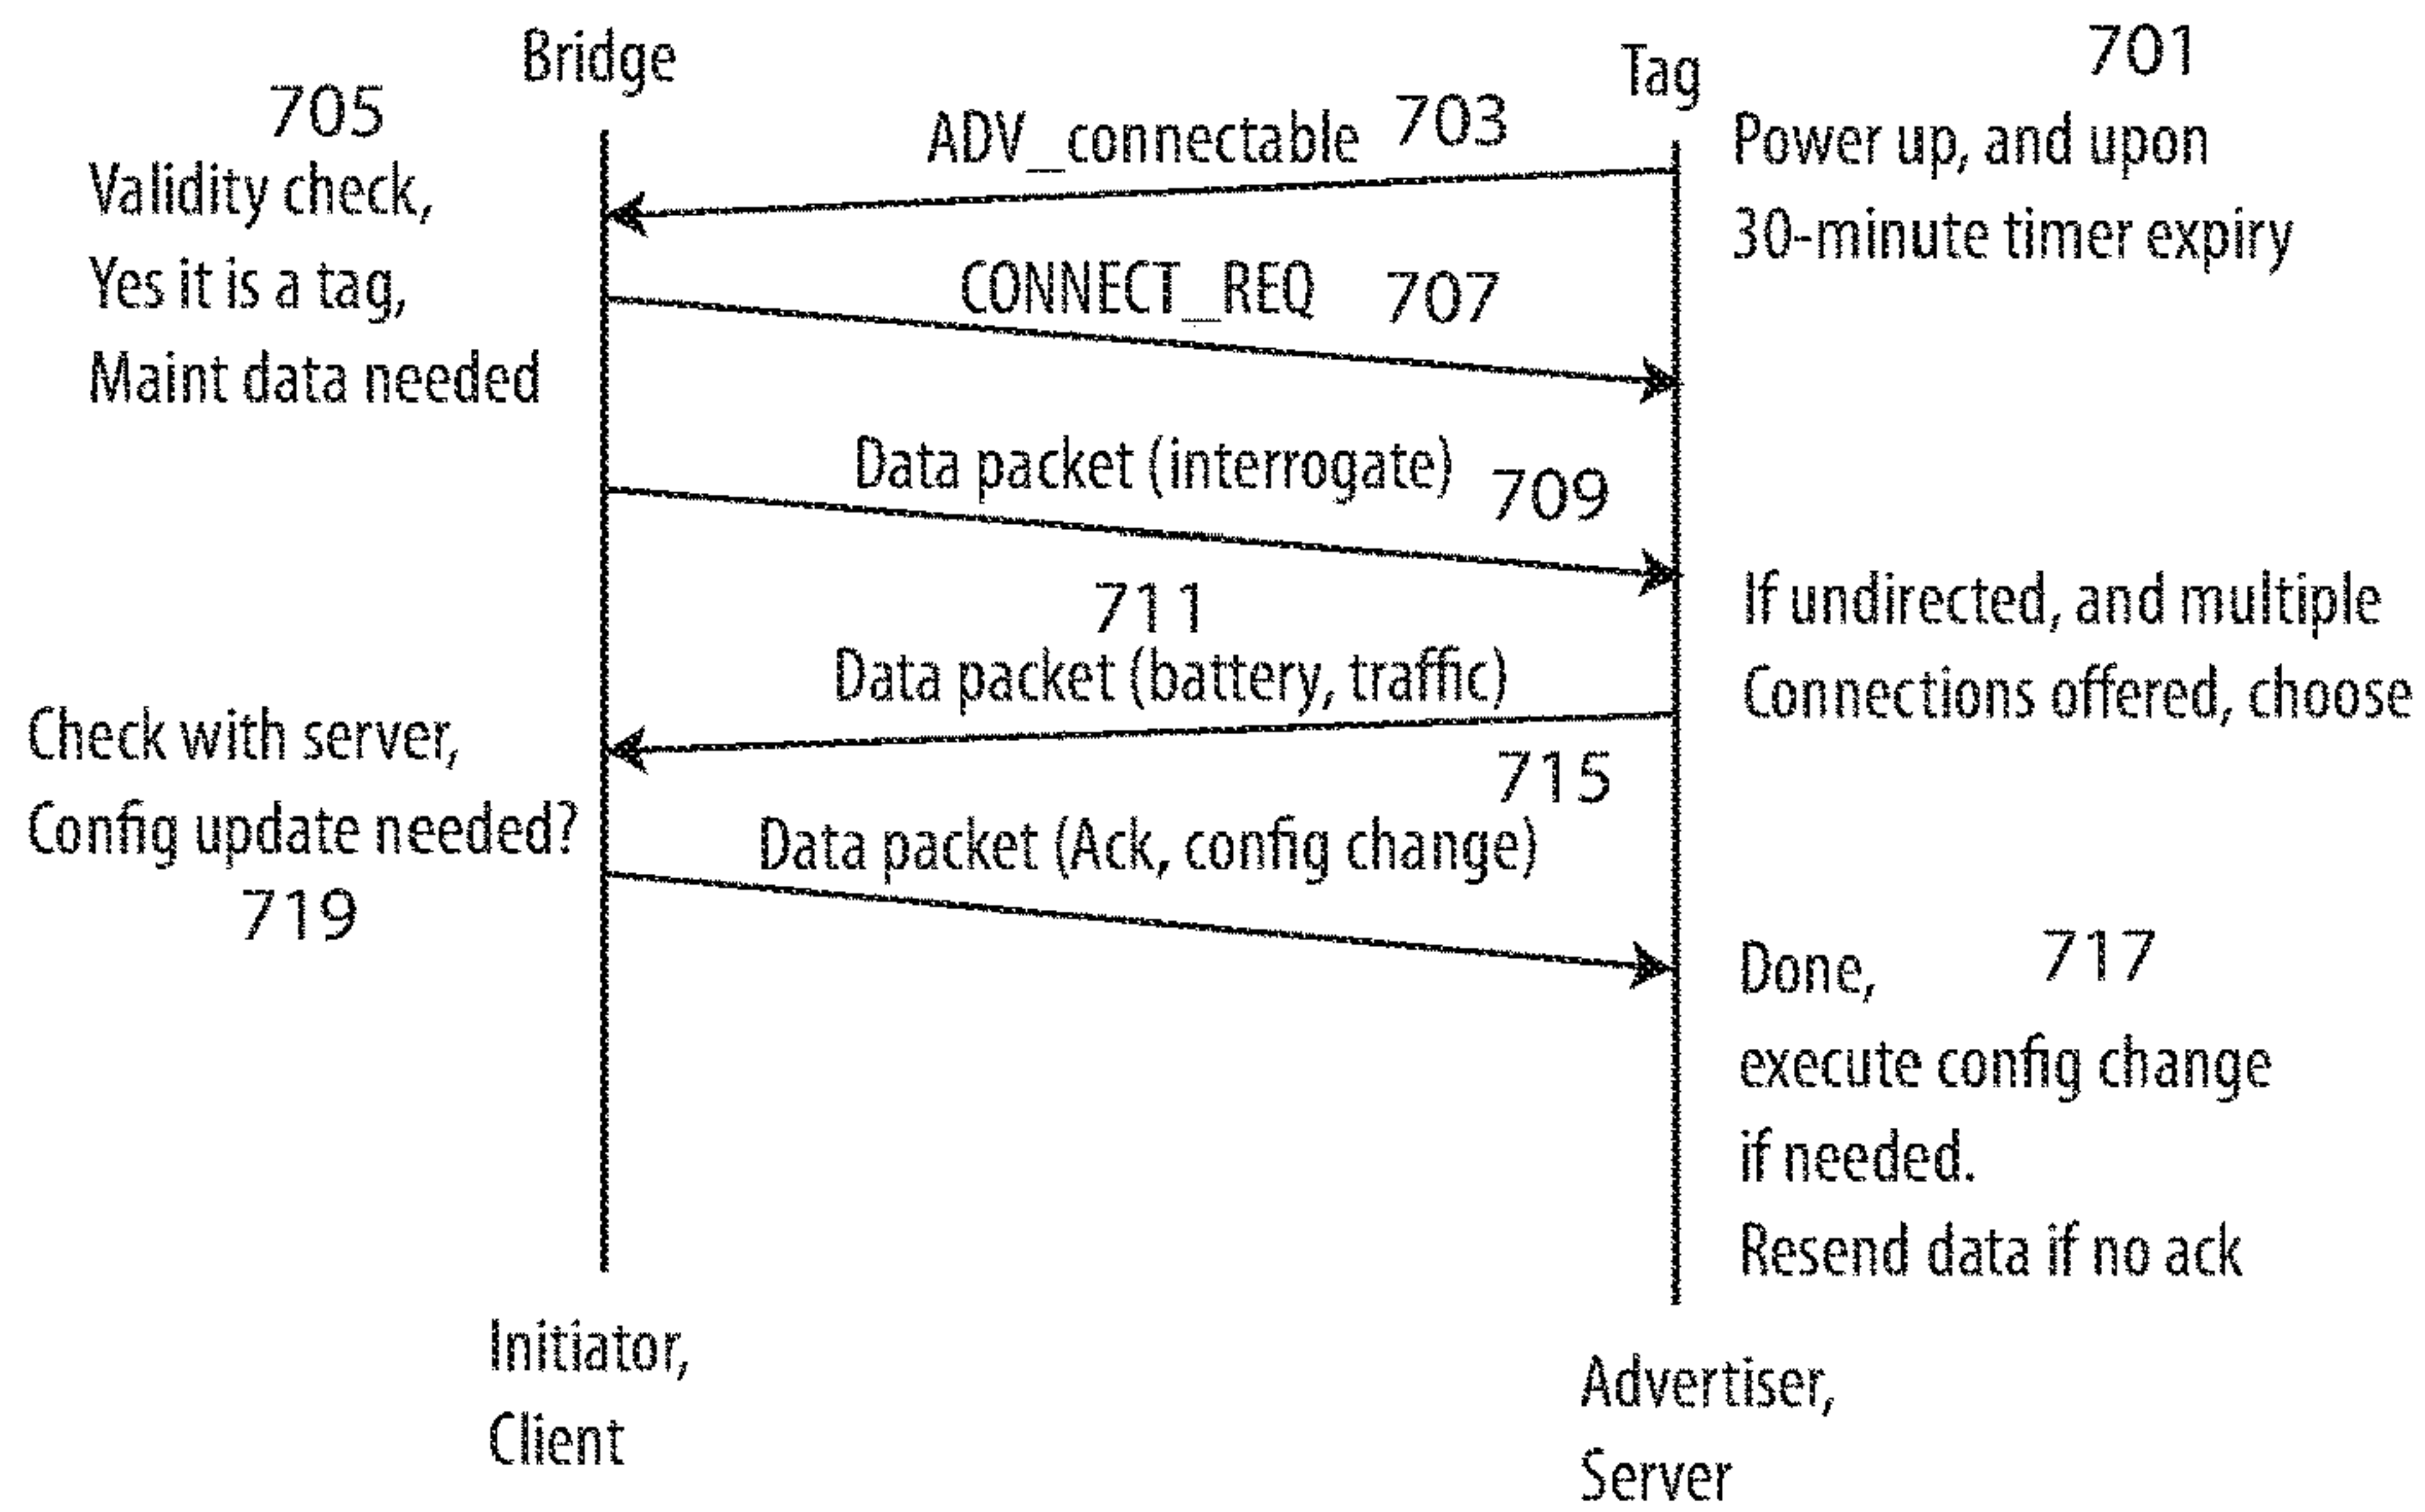 Bridge
Tag
701
705
ADV_connectable 703
Power up, and upon
30-minute timer expiry
Validity check,
Yes it is a tag,
Maint data needed
CONNECT_REQ 707
Data packet (interrogate) 709
711
Data packet (battery, traffic)
If undirected, and multiple
Connections offered, choose
Check with server,
Config update needed?
719
715
Data packet (Ack, config change)
Done, 717
execute config change
if needed.
Resend data if no ack
Initiator,
Client
Advertiser,
Server